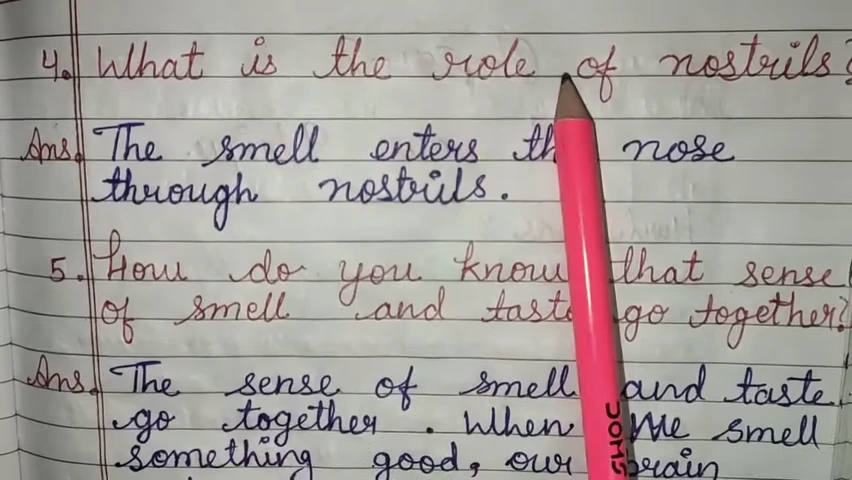 4. What is the role of nostrils?
Ans. The smell enters th nose
through nostrils.
5. How do you know that sense
of smell and taste go together?
Ans. The sense of smell and taste
go together. When we smell
something good, our brain
DOMS